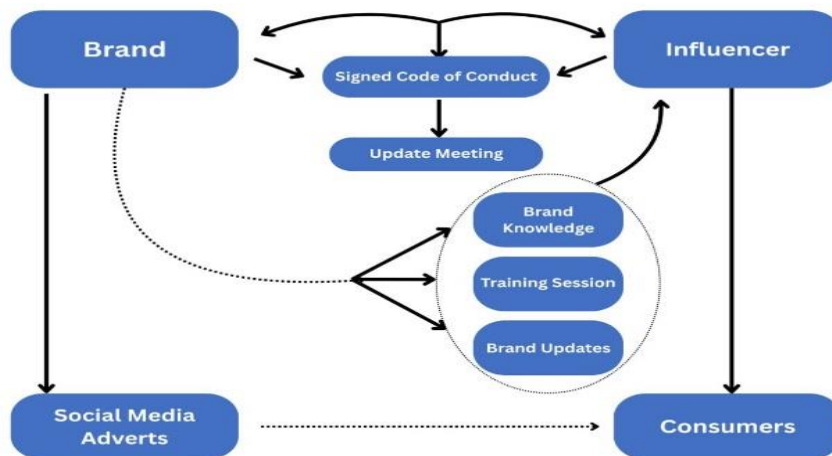 Brand
Influencer
Signed Code of Conduct
Update Meeting
Brand
Knowledge
Training Session
Brand Updates
Social Media
Adverts
Consumers